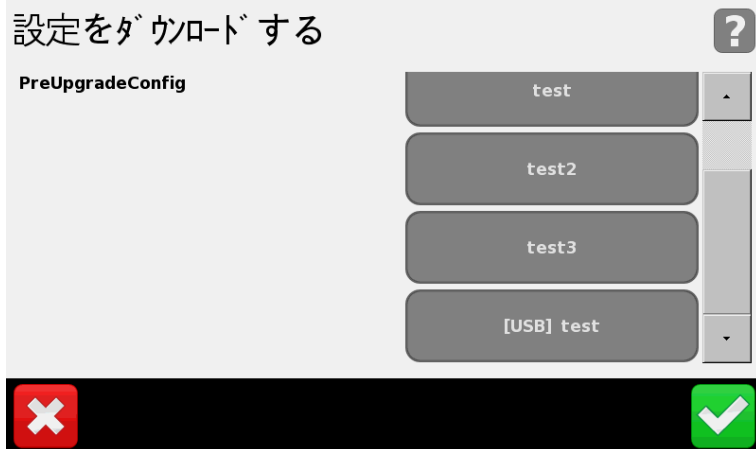 設定をﾀﾞｳﾝﾛｰﾄﾞする
?
PreUpgradeConfig
test
test2
test3
[USB] test